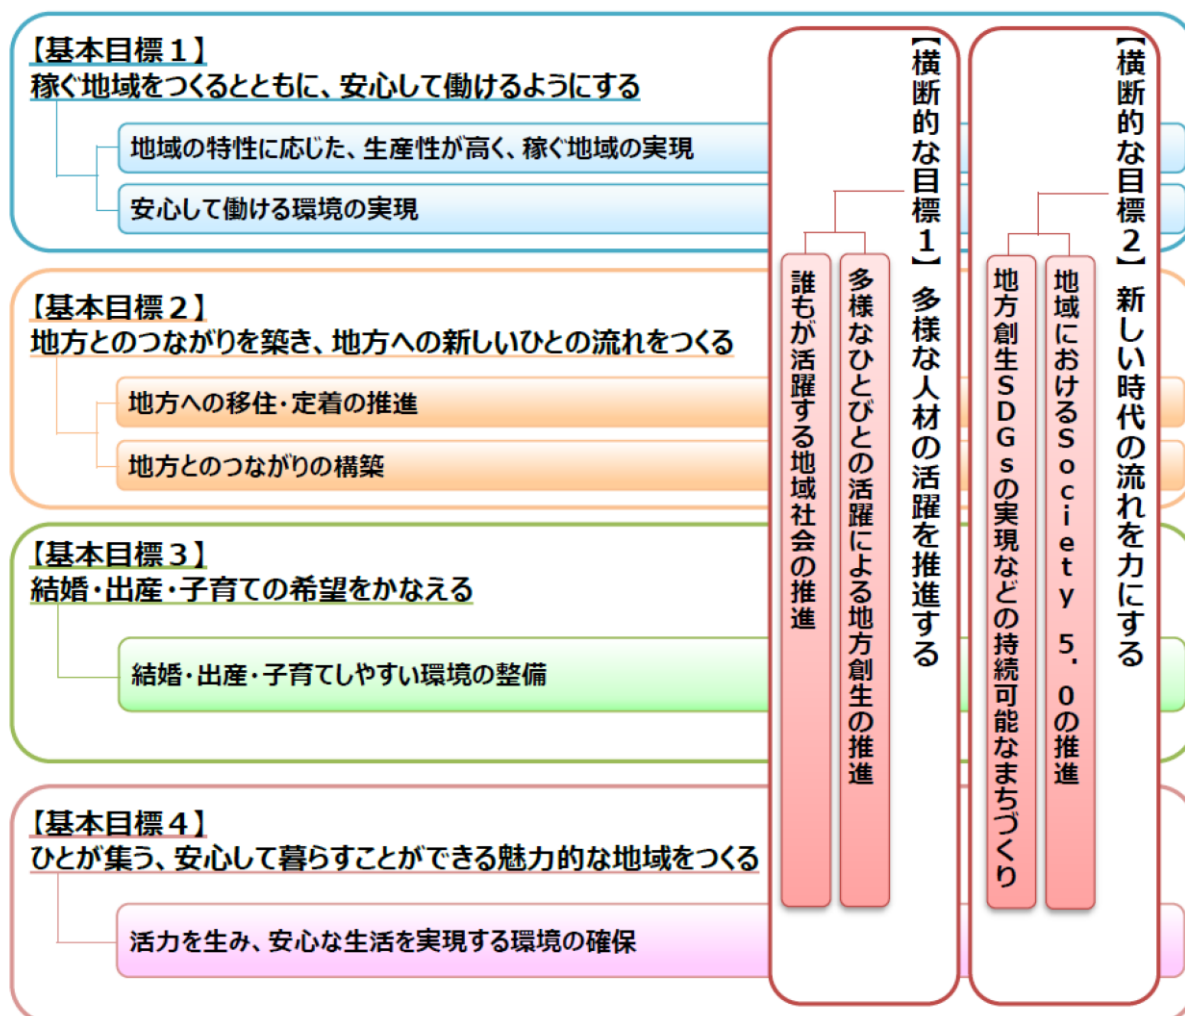 【基本目標１】
稼ぐ地域をつくるとともに、安心して働けるようにする
地域の特性に応じた、生産性が高く、稼ぐ地域の実現
安心して働ける環境の実現
【基本目標２】
地方とのつながりを築き、地方への新しいひとの流れをつくる
地方への移住・定着の推進
地方とのつながりの構築
【基本目標３】
結婚・出産・子育ての希望をかなえる
結婚・出産・子育てしやすい環境の整備
【基本目標４】
ひとが集う、安心して暮らすことができる魅力的な地域をつくる
活力を生み、安心な生活を実現する環境の確保
【横断的な目標１】多様な人材の活躍を推進する
多様なひとびとの活躍による地方創生の推進
誰もが活躍する地域社会の推進
【横断的な目標２】新しい時代の流れを力にする
地域におけるSociety 5.0の推進
地方創生SDGsの実現などの持続可能なまちづくり